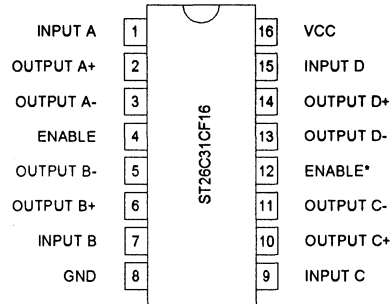 INPUT A 1 16 VCC
OUTPUT A+ 2 15 INPUT D
OUTPUT A- 3 14 OUTPUT D+
ENABLE 4 13 OUTPUT D-
OUTPUT B- 5 12 ENABLE*
OUTPUT B+ 6 11 OUTPUT C-
INPUT B 7 10 OUTPUT C+
GND 8 9 INPUT C
ST26C31CF16